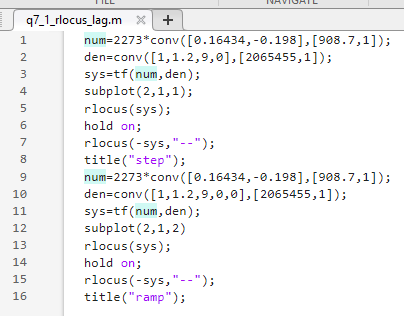 NAVIGATE
q7_1_rlocus_lag.m
1 num=2273*conv([0.16434,-0.198],[908.7,1]);
2 den=conv([1,1.2,9,0],[2065455,1]);
3 sys=tf(num,den);
4 subplot(2,1,1);
5 rlocus(sys);
6 hold on;
7 rlocus(-sys,"--");
8 title("step");
9 num=2273*conv([0.16434,-0.198],[908.7,1]);
10 den=conv([1,1.2,9,0,0],[2065455,1]);
11 sys=tf(num,den);
12 subplot(2,1,2)
13 rlocus(sys);
14 hold on;
15 rlocus(-sys,"--");
16 title("ramp");